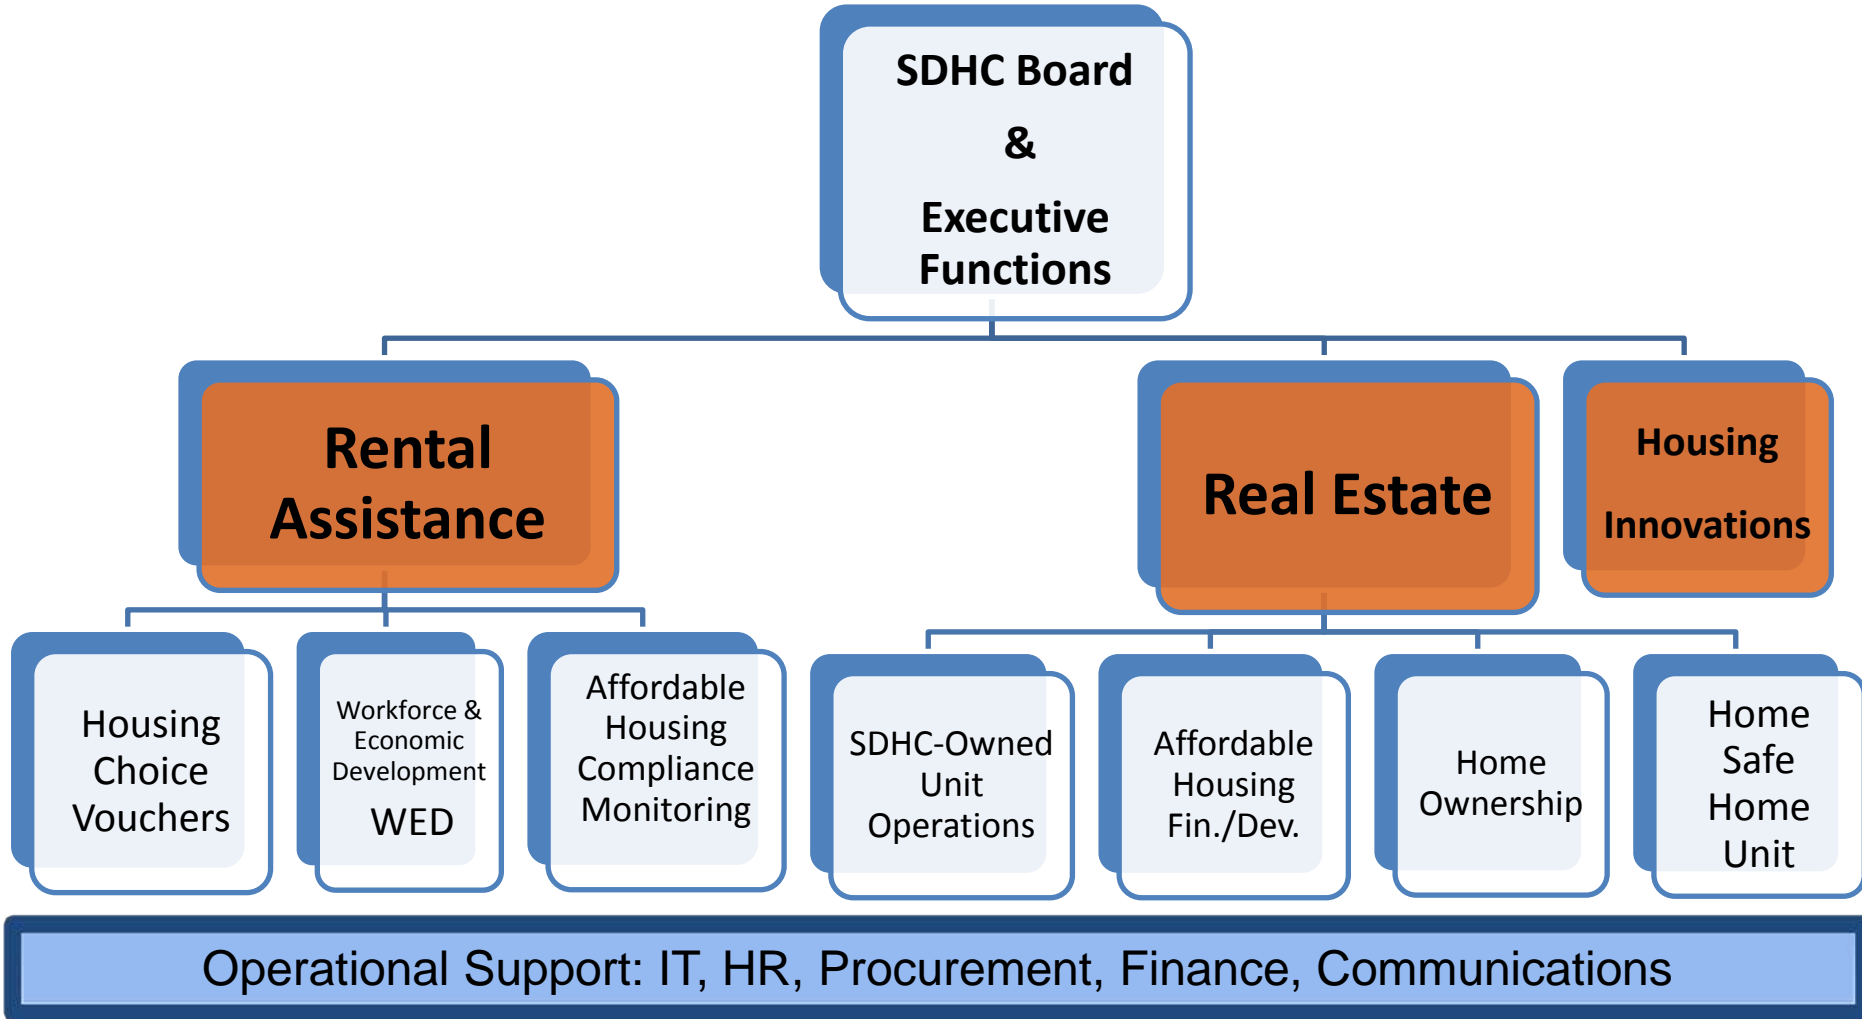 SDHC Board
&
Executive
Functions
Rental
Assistance
Real Estate
Housing
Innovations
Housing
Choice
Vouchers
Workforce &
Economic
Development
WED
Affordable
Housing
Compliance
Monitoring
SDHC-Owned
Unit
Operations
Affordable
Housing
Fin./Dev.
Home
Ownership
Home
Safe
Home
Unit
Operational Support: IT, HR, Procurement, Finance, Communications